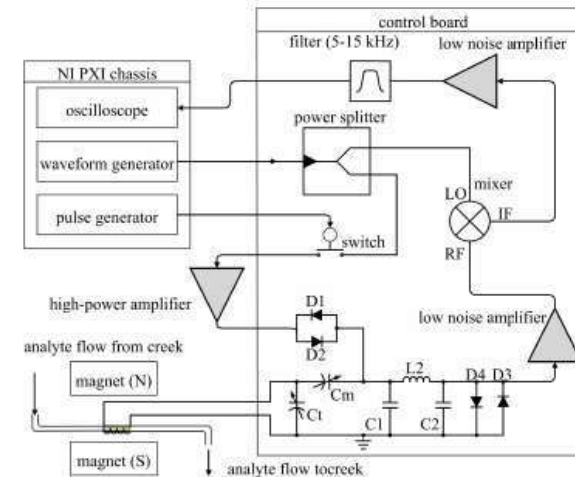 control board
filter (5-15 kHz)
low noise amplifier
NI PXI chassis
oscilloscope
power splitter
waveform generator
mixer
LO
IF
pulse generator
switch
RF
high-power amplifier
D1
low noise amplifier
D2
analyte flow from creek
L2
D4
D3
magnet (N)
Cm
Ct
C1
C2
magnet (S)
analyte flow tocreek